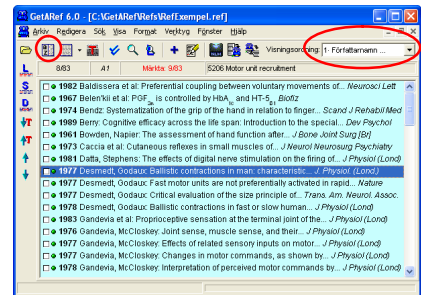 GetARef 6.0 - [C:\GetARef\Refs\RefExempel.ref]
Arkiv Redigera Sök Visa Format Verktyg Fönster Hjälp
Visningsordning: 1· Författarnamn ...
L 8/83 A1 Märkta: 9/83 5206 Motor unit recruitment
S
D
T
T
1982 Baldissera et al: Preferential coupling between voluntary movements of... Neurosci Lett
1967 Belen'kii et al: PGF2α is controlled by HbAIc and HT-5B1 Biofiz
1974 Bendz: Systematization of the grip of the hand in relation to finger... Scand J Rehabil Med
1989 Berry: Cognitive efficacy across the life span: Introduction to the special... Dev Psychol
1961 Bowden, Napier: The assessment of hand function after... J Bone Joint Surg [Br]
1973 Caccia et al: Cutaneous reflexes in small muscles of... J Neurol Neurosurg Psychiatry
1981 Datta, Stephens: The effects of digital nerve stimulation on the firing of... J Physiol (Lond)
1977 Desmedt, Godaux: Ballistic contractions in man: characteristic... J. Physiol (Lond.)
1977 Desmedt, Godaux: Fast motor units are not preferentially activated in rapid... Nature
1977 Desmedt, Godaux: Critical evaluation of the size principle of... Trans. Am. Neurol. Assoc.
1978 Desmedt, Godaux: Ballistic contractions in fast or slow human... J Physiol (Lond)
1983 Gandevia et al: Proprioceptive sensation at the terminal joint of the... J Physiol (Lond)
1976 Gandevia, McCloskey: Joint sense, muscle sense, and their... J Physiol (Lond)
1977 Gandevia, McCloskey: Effects of related sensory inputs on motor... J Physiol (Lond)
1977 Gandevia, McCloskey: Changes in motor commands, as shown by... J Physiol (Lond)
1978 Gandevia, McCloskey: Interpretation of perceived motor commands by... J Physiol (Lond)